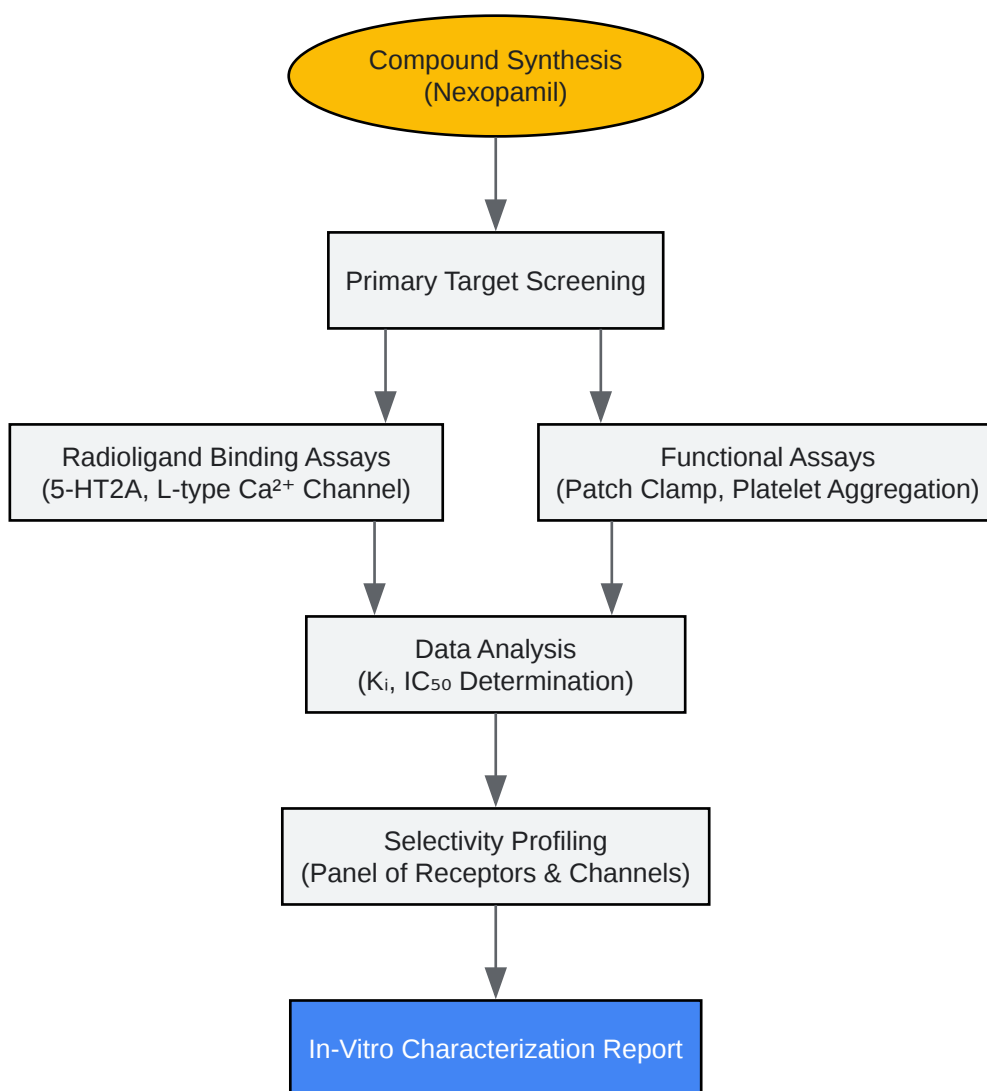 Compound Synthesis
(Nexopamil)
Primary Target Screening
Radioligand Binding Assays
(5-HT2A, L-type Ca²⁺ Channel)
Functional Assays
(Patch Clamp, Platelet Aggregation)
Data Analysis
(Kᵢ, IC₅₀ Determination)
Selectivity Profiling
(Panel of Receptors & Channels)
In-Vitro Characterization Report